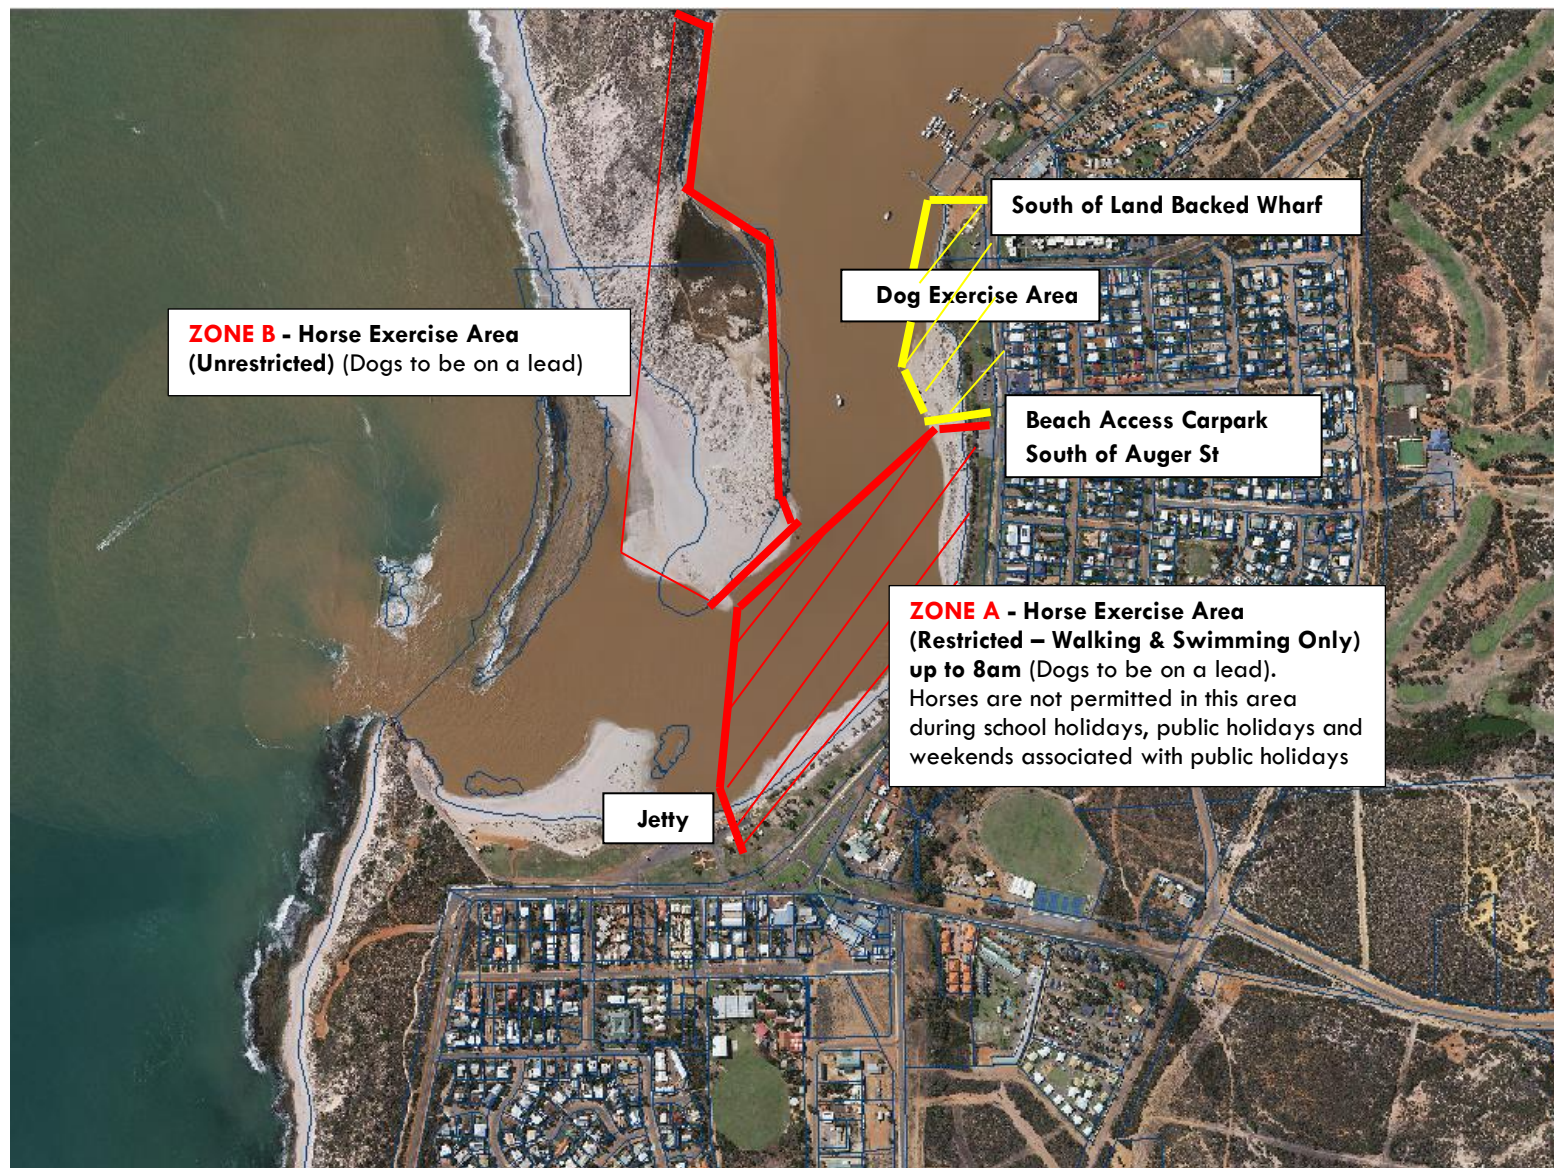 South of Land Backed Wharf
Dog Exercise Area
ZONE B - Horse Exercise Area
(Unrestricted) (Dogs to be on a lead)
Beach Access Carpark
South of Auger St
ZONE A - Horse Exercise Area
(Restricted – Walking & Swimming Only)
up to 8am (Dogs to be on a lead).
Horses are not permitted in this area
during school holidays, public holidays and
weekends associated with public holidays
Jetty